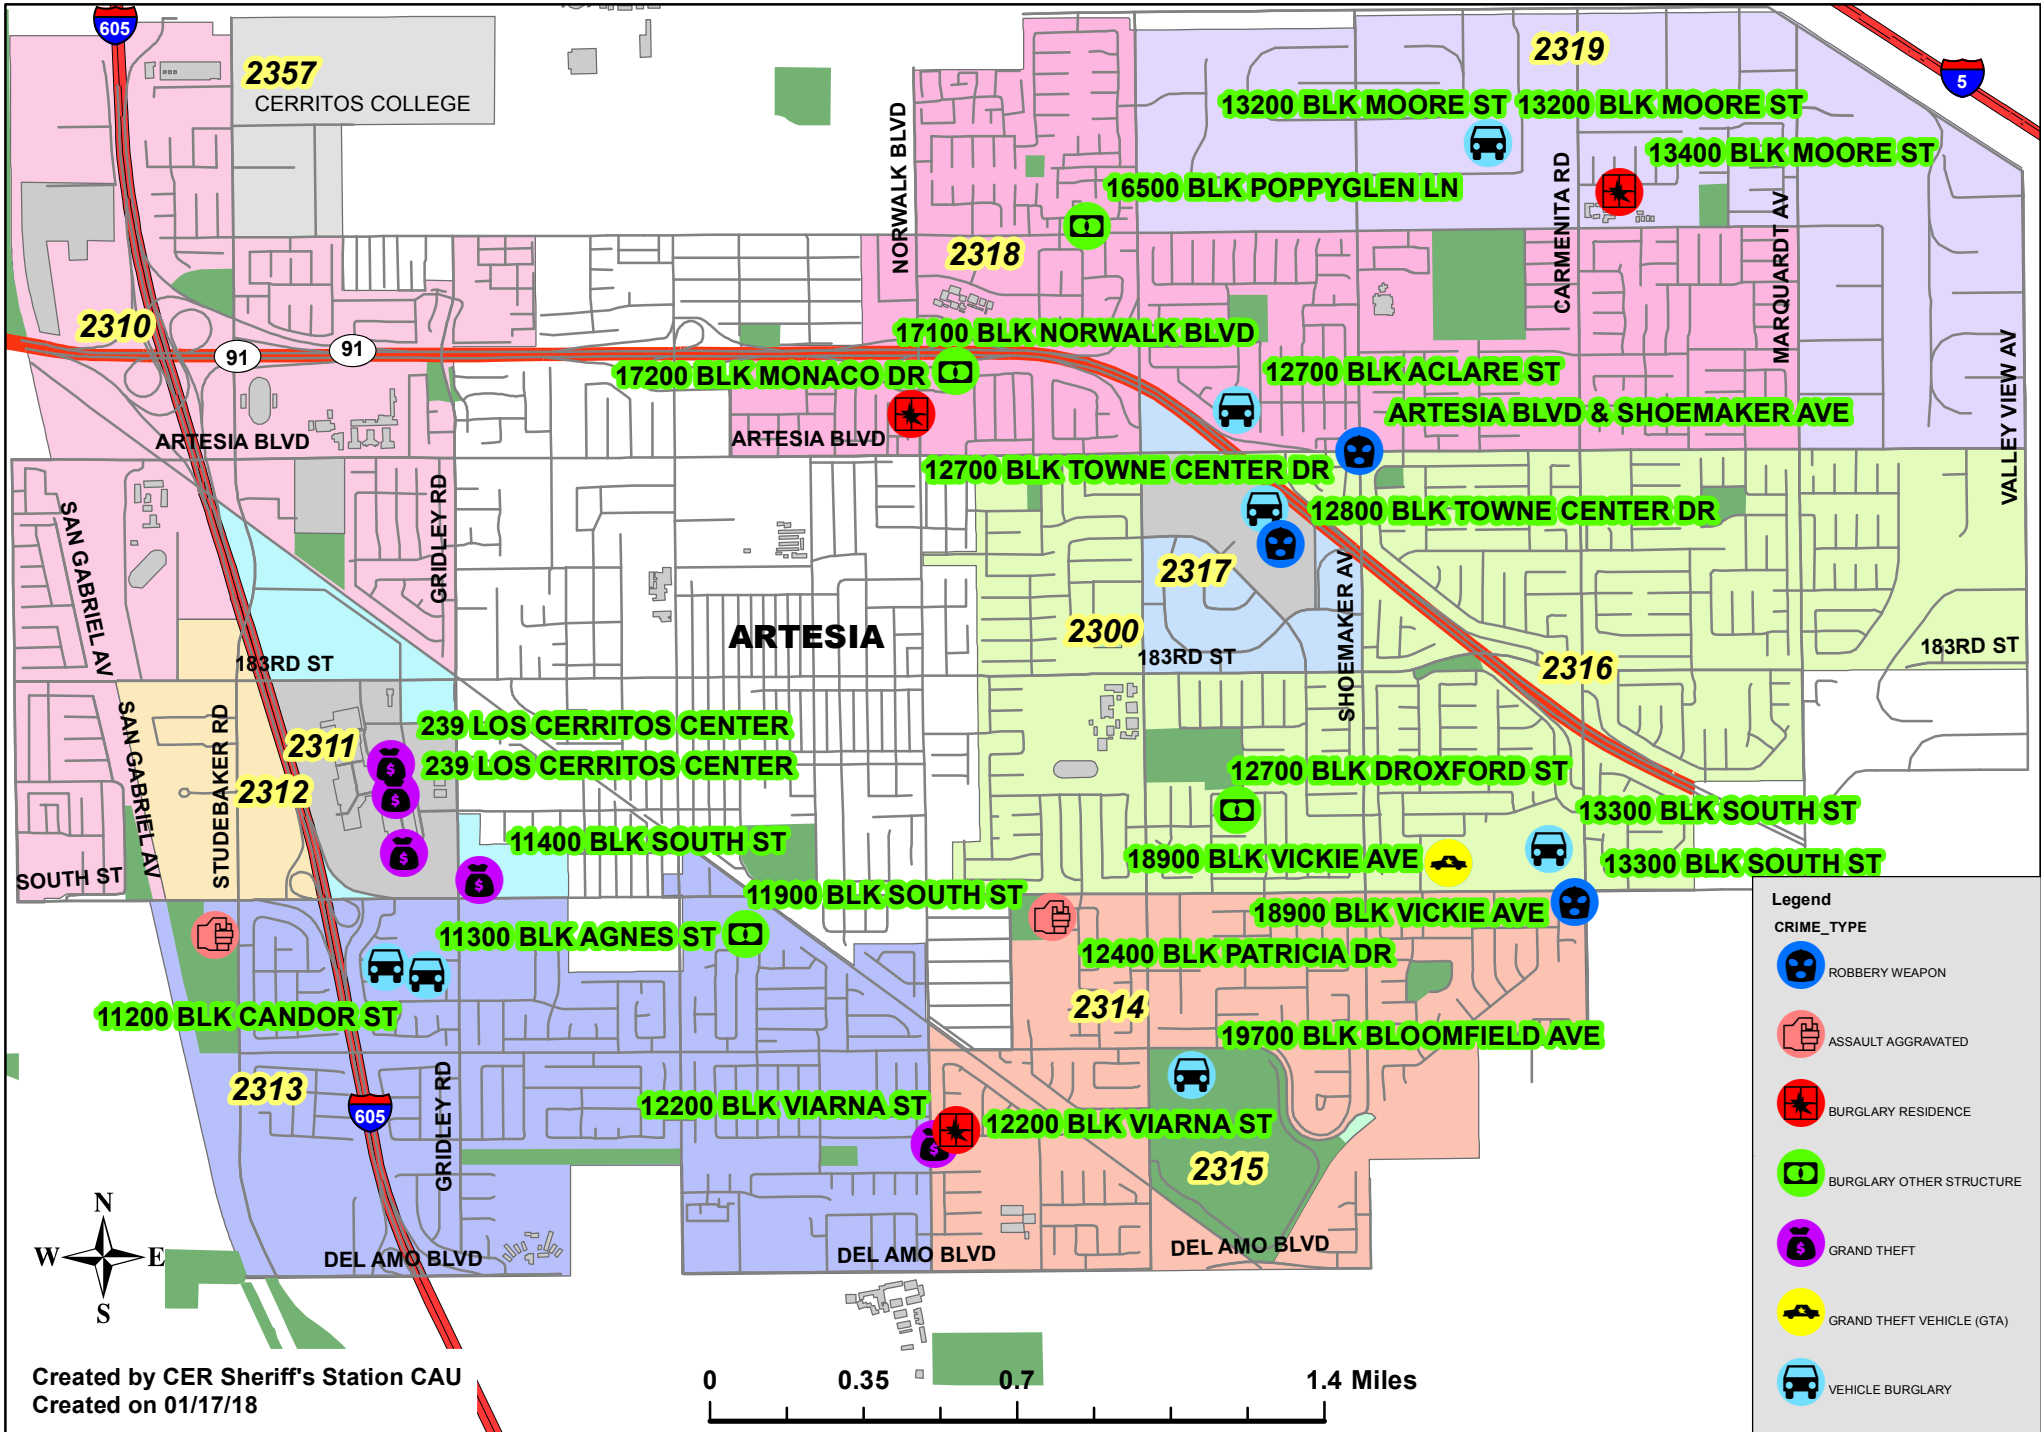 605
2357
CERRITOS COLLEGE
2319
5
NORWALK BLVD
13200 BLK MOORE ST
13200 BLK MOORE ST
13400 BLK MOORE ST
CARMENITA RD
16500 BLK POPPYGLEN LN
MARQUARDT AV
2318
2310
91
91
17100 BLK NORWALK BLVD
17200 BLK MONACO DR
12700 BLK ACLARE ST
VALLEY VIEW AV
ARTESIA BLVD & SHOEMAKER AVE
ARTESIA BLVD
ARTESIA BLVD
12700 BLK TOWNE CENTER DR
12800 BLK TOWNE CENTER DR
SAN GABRIEL AV
GRIDLEY RD
2317
SHOEMAKER AV
ARTESIA
2300
183RD ST
183RD ST
183RD ST
2316
SAN GABRIEL AV
STUDEBAKER RD
239 LOS CERRITOS CENTER
2311
239 LOS CERRITOS CENTER
2312
12700 BLK DROXFORD ST
13300 BLK SOUTH ST
11400 BLK SOUTH ST
18900 BLK VICKIE AVE
13300 BLK SOUTH ST
SOUTH ST
11900 BLK SOUTH ST
18900 BLK VICKIE AVE
11300 BLK AGNES ST
12400 BLK PATRICIA DR
11200 BLK CANDOR ST
2314
19700 BLK BLOOMFIELD AVE
2313
GRIDLEY RD
605
12200 BLK VIARNA ST
12200 BLK VIARNA ST
2315
DEL AMO BLVD
DEL AMO BLVD
DEL AMO BLVD
N
W E
S
Created by CER Sheriff's Station CAU
Created on 01/17/18
0 0.35 0.7 1.4 Miles
Legend
CRIME_TYPE
ROBBERY WEAPON
ASSAULT AGGRAVATED
BURGLARY RESIDENCE
BURGLARY OTHER STRUCTURE
$ GRAND THEFT
GRAND THEFT VEHICLE (GTA)
VEHICLE BURGLARY